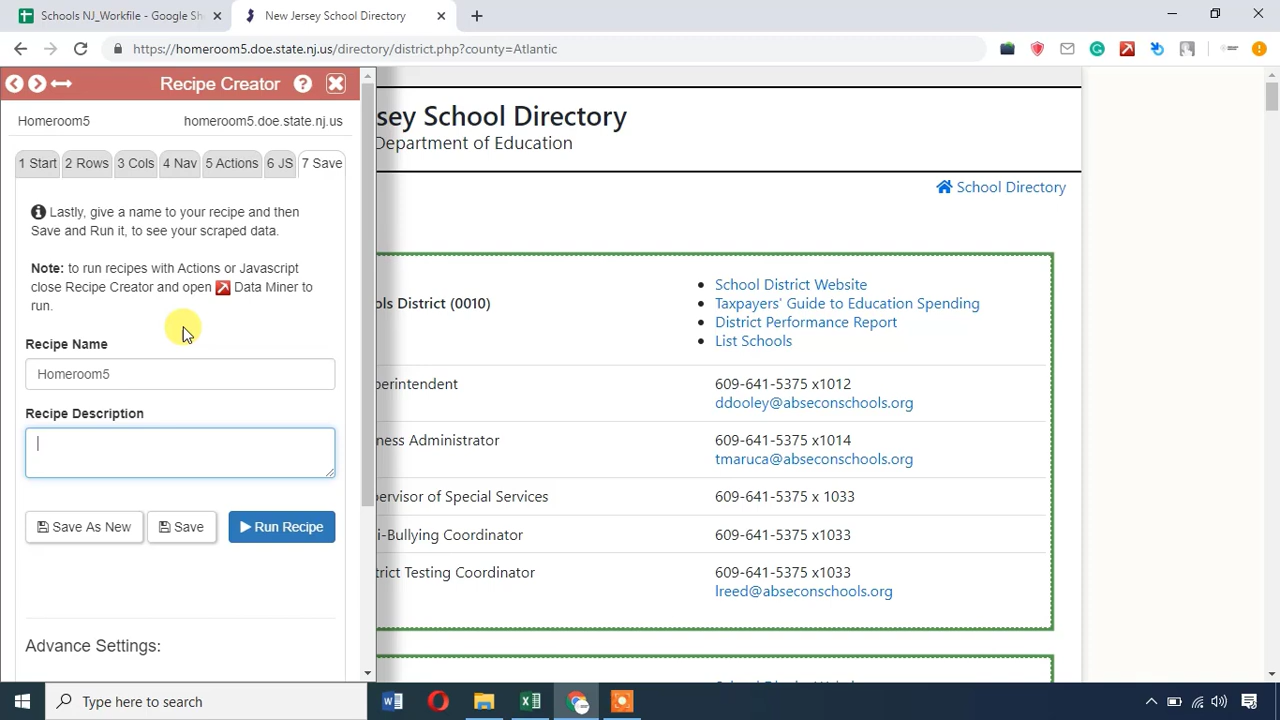 Schools NJ_Workfile - Google Sh
New Jersey School Directory
https://homeroom5.doe.state.nj.us/directory/district.php?county=Atlantic
Recipe Creator
Homeroom5
homeroom5.doe.state.nj.us
1 Start
2 Rows
3 Cols
4 Nav
5 Actions
6 JS
7 Save
Lastly, give a name to your recipe and then
Save and Run it, to see your scraped data.
Note: to run recipes with Actions or Javascript
close Recipe Creator and open Data Miner to
run.
Recipe Name
Homeroom5
Recipe Description
Save As New
Save
Run Recipe
Advance Settings:
sey School Directory
Department of Education
School Directory
ols District (0010)
School District Website
Taxpayers' Guide to Education Spending
District Performance Report
List Schools
perintendent
609-641-5375 x1012
ddooley@abseconschools.org
ness Administrator
609-641-5375 x1014
tmaruca@abseconschools.org
pervisor of Special Services
609-641-5375 x 1033
i-Bullying Coordinator
609-641-5375 x1033
trict Testing Coordinator
609-641-5375 x1033
lreed@abseconschools.org
Type here to search